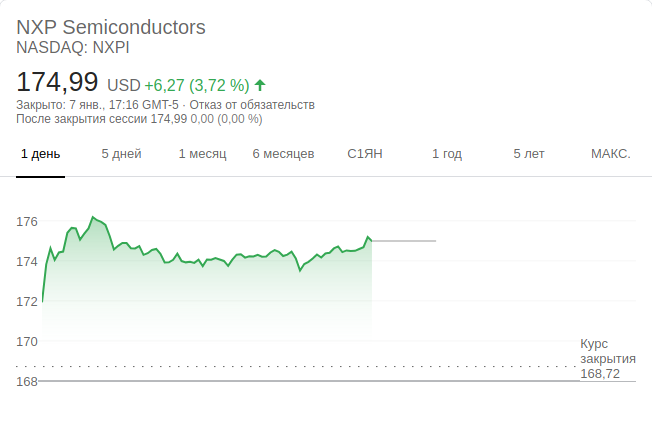 NXP Semiconductors
NASDAQ: NXPI
174,99 USD +6,27 (3,72 %)
Закрыто: 7 янв., 17:16 GMT-5 · Отказ от обязательств
После закрытия сессии 174,99 0,00 (0,00 %)
1 день 5 дней 1 месяц 6 месяцев С1ЯН 1 год 5 лет МАКС.
176
174
172
170
Курс
закрытия
168,72
168